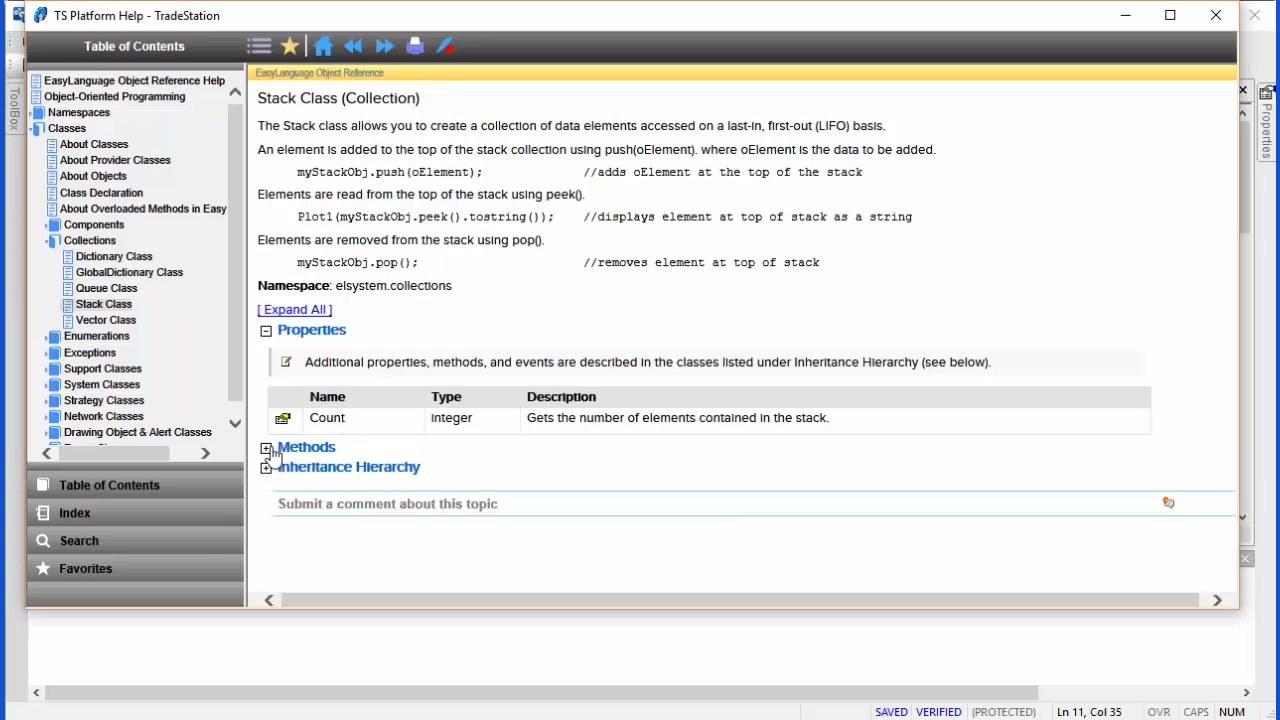 TS Platform Help - TradeStation
Table of Contents
EasyLanguage Object Reference Help
Object-Oriented Programming
Namespaces
Classes
About Classes
About Provider Classes
About Objects
Class Declaration
About Overloaded Methods in Easy
Components
Collections
Dictionary Class
GlobalDictionary Class
Queue Class
Stack Class
Vector Class
Enumerations
Exceptions
Support Classes
System Classes
Strategy Classes
Network Classes
Drawing Object & Alert Classes
Table of Contents
Index
Search
Favorites
EasyLanguage Object Reference
Stack Class (Collection)
The Stack class allows you to create a collection of data elements accessed on a last-in, first-out (LIFO) basis.
An element is added to the top of the stack collection using push(oElement). where oElement is the data to be added.
myStackObj.push(oElement); //adds oElement at the top of the stack
Elements are read from the top of the stack using peek().
Plot1(myStackObj.peek().tostring()); //displays element at top of stack as a string
Elements are removed from the stack using pop().
myStackObj.pop(); //removes element at top of stack
Namespace: elsystem.collections
[ Expand All ]
Properties
Additional properties, methods, and events are described in the classes listed under Inheritance Hierarchy (see below).
Name Type Description
Count Integer Gets the number of elements contained in the stack.
Methods
Inheritance Hierarchy
Submit a comment about this topic
ToolBox
Properties
SAVED VERIFIED (PROTECTED) Ln 11, Col 35 OVR CAPS NUM